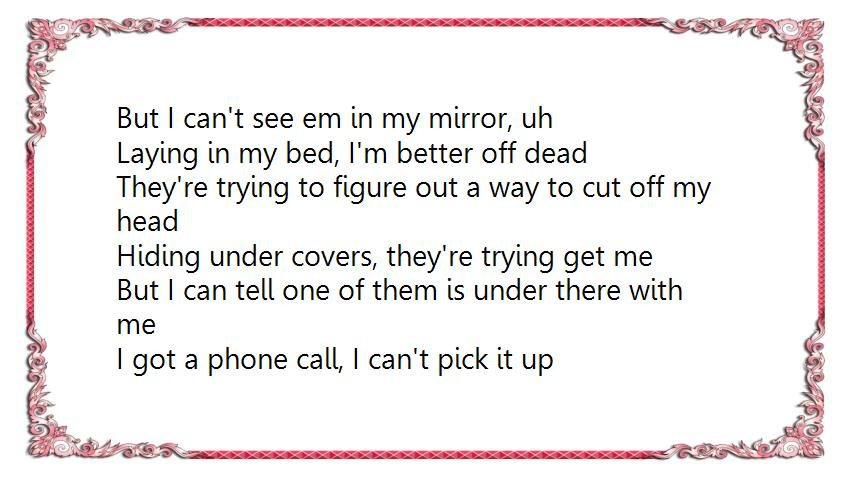 But I can't see em in my mirror, uh
Laying in my bed, I'm better off dead
They're trying to figure out a way to cut off my
head
Hiding under covers, they're trying get me
But I can tell one of them is under there with
me
I got a phone call, I can't pick it up